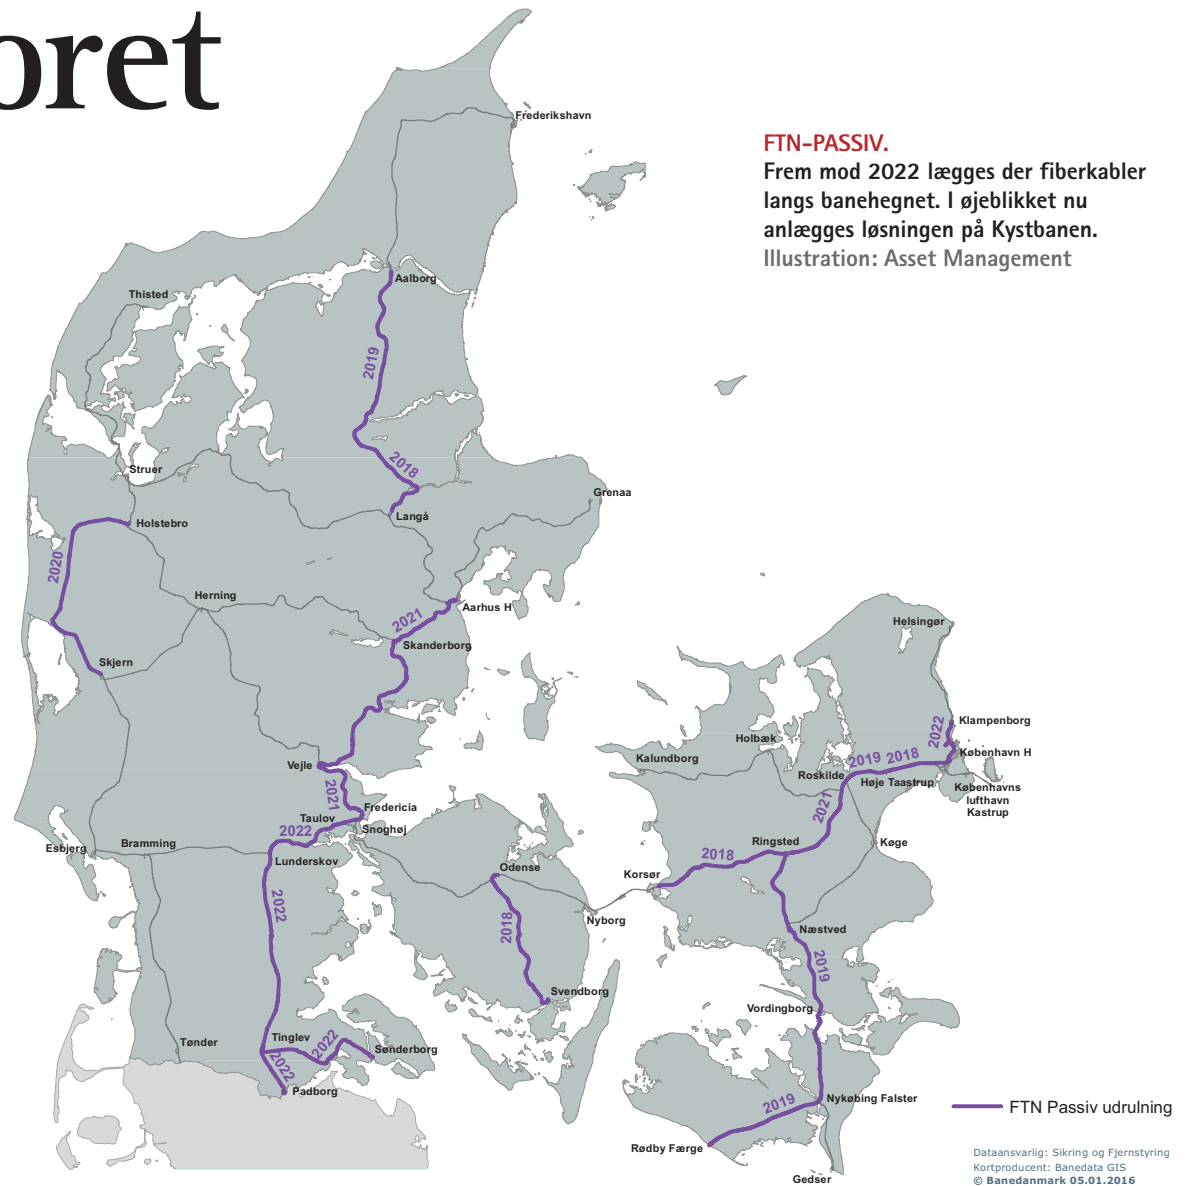 oret
FTN-PASSIV.
Frem mod 2022 lægges der fiberkabler
langs banehegnet. I øjeblikket nu
anlægges løsningen på Kystbanen.
Illustration: Asset Management
Frederikshavn
Aalborg
Thisted
2019
2018
Struer
Grenaa
Langå
Holstebro
2020
Herning
Aarhus H
2021
Skanderborg
Skjern
Helsingør
Klampenborg
2022
Holbæk
København H
Kalundborg
2019
2018
Roskilde
Høje Taastrup
Københavns
lufthavn
Kastrup
Vejle
2021
Fredericia
Taulov
Snoghøj
2022
2021
Ringsted
Køge
Esbjerg
Bramming
Lunderskov
2018
Odense
Korsør
2022
2018
Nyborg
Næstved
2019
Svendborg
Vordingborg
Tønder
Tinglev
2022
Sønderborg
2022
Padborg
Nykøbing Falster
2019
Rødby Færge
Gedser
FTN Passiv udrulning
Dataansvarlig: Sikring og Fjernstyring
Kortproducent: Banedata GIS
© Banedanmark 05.01.2016